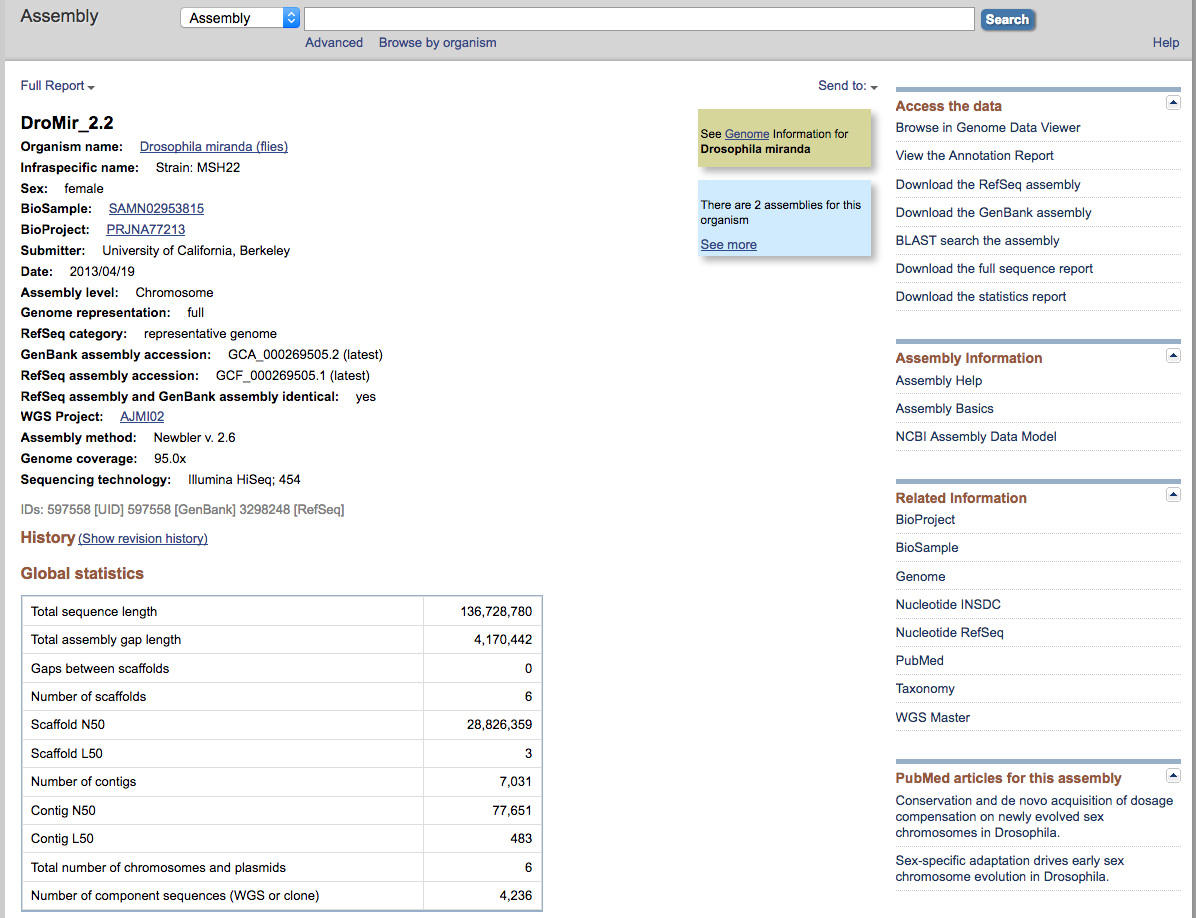 Assembly
Assembly
Search
Advanced Browse by organism
Help
Full Report
Send to:
DroMir_2.2
Organism name: Drosophila miranda (flies)
Infraspecific name: Strain: MSH22
Sex: female
BioSample: SAMN02953815
BioProject: PRJNA77213
Submitter: University of California, Berkeley
Date: 2013/04/19
Assembly level: Chromosome
Genome representation: full
RefSeq category: representative genome
GenBank assembly accession: GCA_000269505.2 (latest)
RefSeq assembly accession: GCF_000269505.1 (latest)
RefSeq assembly and GenBank assembly identical: yes
WGS Project: AJMI02
Assembly method: Newbler v. 2.6
Genome coverage: 95.0x
Sequencing technology: Illumina HiSeq; 454
IDs: 597558 [UID] 597558 [GenBank] 3298248 [RefSeq]
History (Show revision history)
Global statistics
Total sequence length 136,728,780
Total assembly gap length 4,170,442
Gaps between scaffolds 0
Number of scaffolds 6
Scaffold N50 28,826,359
Scaffold L50 3
Number of contigs 7,031
Contig N50 77,651
Contig L50 483
Total number of chromosomes and plasmids 6
Number of component sequences (WGS or clone) 4,236
See Genome Information for
Drosophila miranda
There are 2 assemblies for this
organism
See more
Access the data
Browse in Genome Data Viewer
View the Annotation Report
Download the RefSeq assembly
Download the GenBank assembly
BLAST search the assembly
Download the full sequence report
Download the statistics report
Assembly Information
Assembly Help
Assembly Basics
NCBI Assembly Data Model
Related Information
BioProject
BioSample
Genome
Nucleotide INSDC
Nucleotide RefSeq
PubMed
Taxonomy
WGS Master
PubMed articles for this assembly
Conservation and de novo acquisition of dosage
compensation on newly evolved sex
chromosomes in Drosophila.
Sex-specific adaptation drives early sex
chromosome evolution in Drosophila.